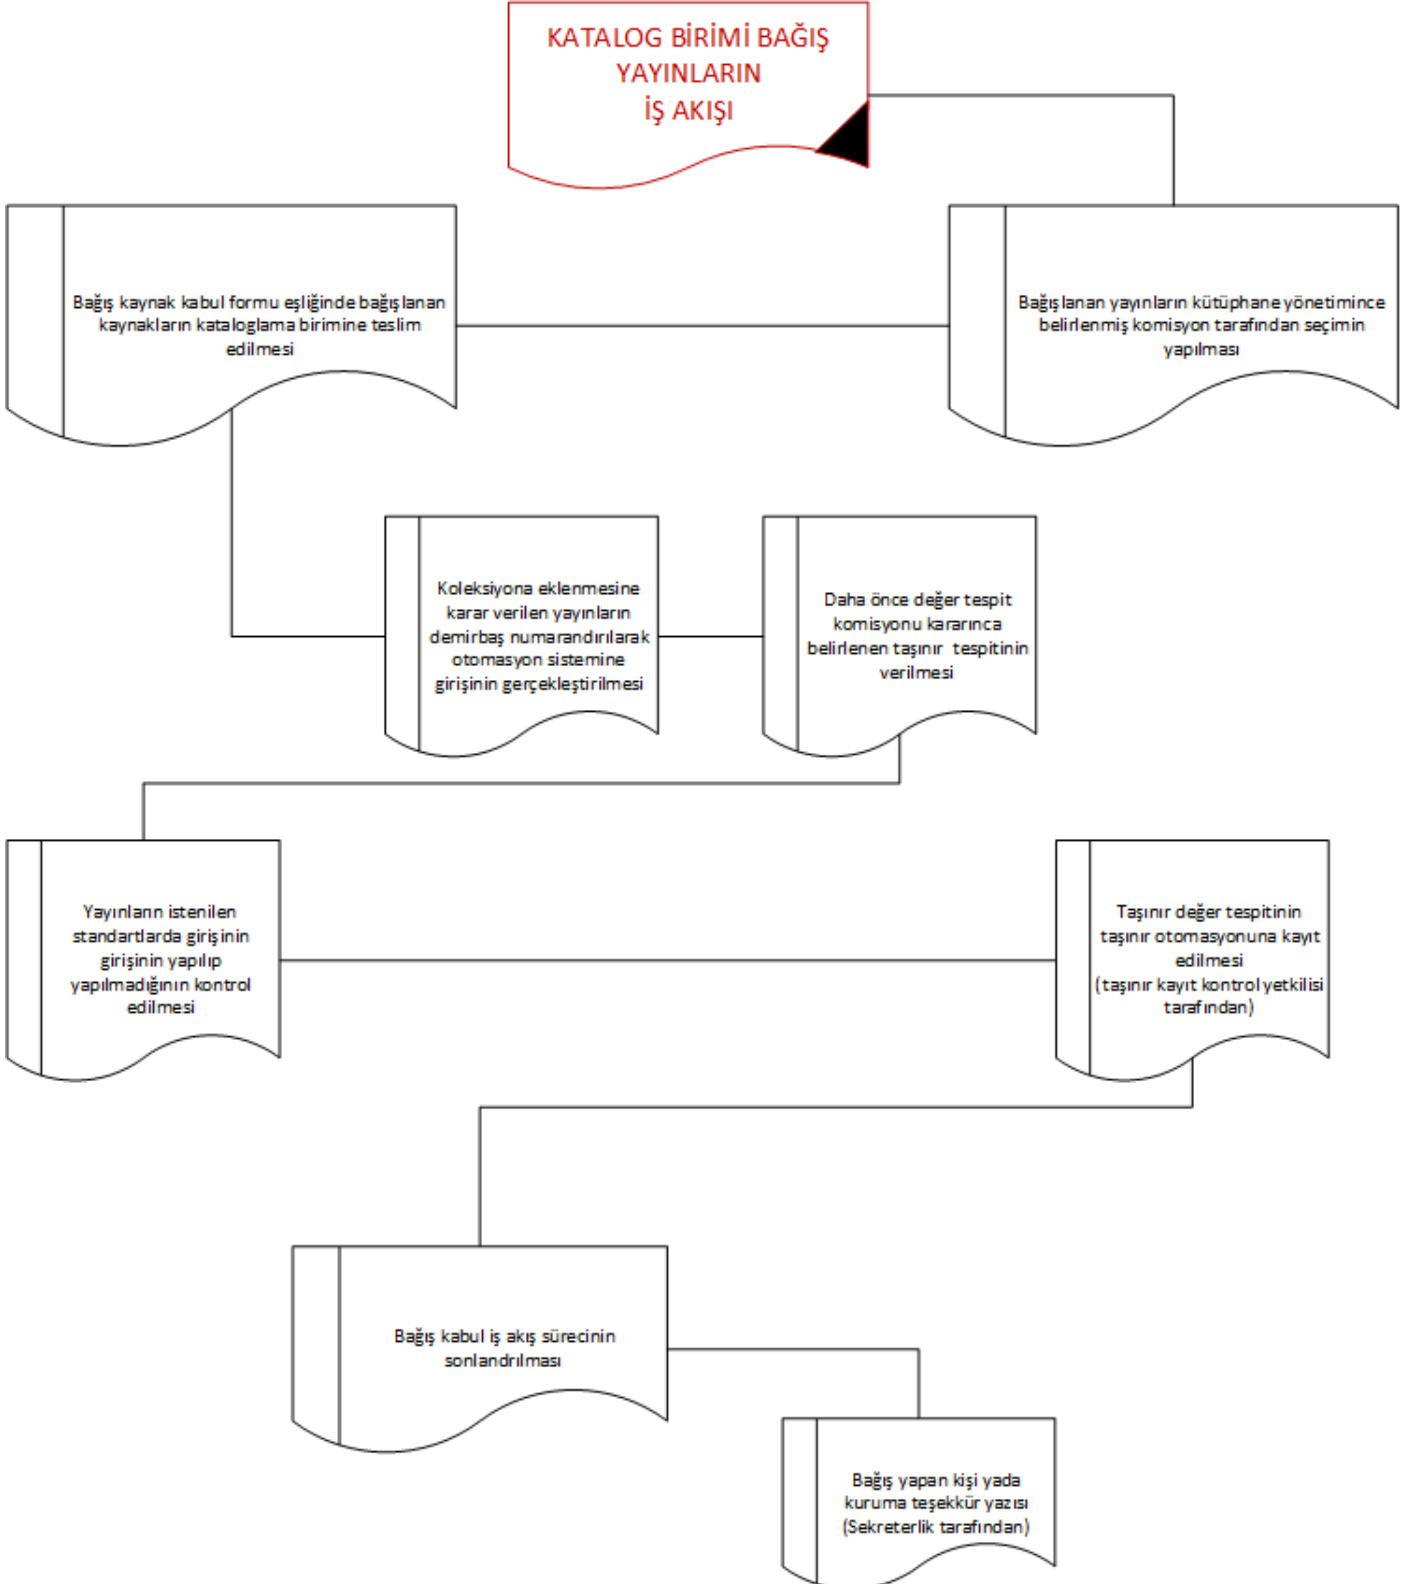 KATALOG BİRİMİ BAĞIŞ
YAYINLARIN
İŞ AKIŞI
Bağışlanan yayınların kütüphane yönetimince
belirlenmiş komisyon tarafından seçimin
yapılması
Bağış kaynak kabul formu eşliğinde bağışlanan
kaynakların kataloglama birimine teslim
edilmesi
Koleksiyona eklenmesine
karar verilen yayınların
demirbaş numarandırılarak
otomasyon sistemine
girişinin gerçekleştirilmesi
Daha önce değer tespit
komisyonu kararınca
belirlenen taşınır tespitinin
verilmesi
Yayınların istenilen
standartlarda girişinin
girişinin yapılıp
yapılmadığının kontrol
edilmesi
Taşınır değer tespitinin
taşınır otomasyonuna kayıt
edilmesi
(taşınır kayıt kontrol yetkilisi
tarafından)
Bağış kabul iş akış sürecinin
sonlandrılması
Bağış yapan kişi yada
kuruma teşekkür yazısı
(Sekreterlik tarafından)